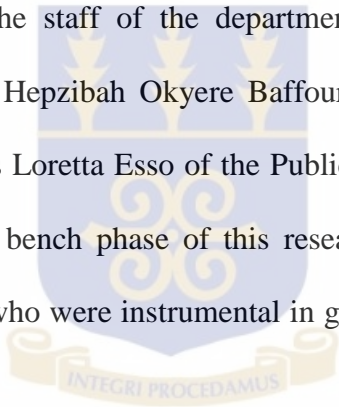 he staff of the departmen
Hepzibah Okyere Baffour
Loretta Esso of the Public
bench phase of this resea
who were instrumental in g
INTEGRI PROCEDAMUS